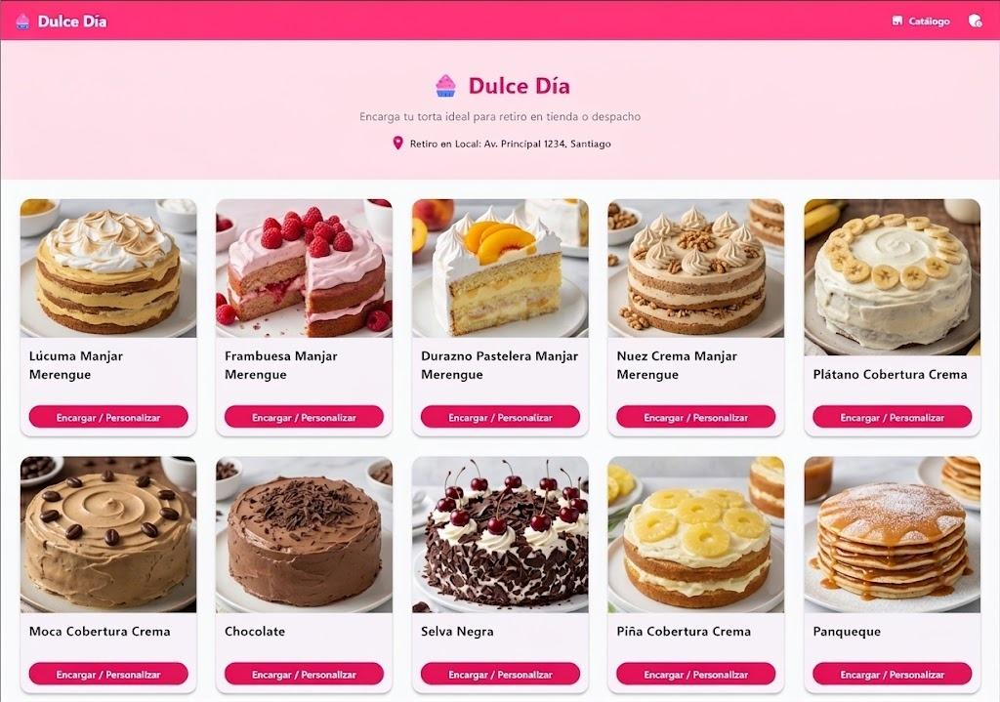 Dulce Día
Catálogo
Dulce Día
Encarga tu torta ideal para retiro en tienda o despacho
Retiro en Local: Av. Principal 1234, Santiago
Lúcuma Manjar
Merengue
Encargar / Personalizar
Frambuesa Manjar
Merengue
Encargar / Personalizar
Durazno Pastelera Manjar
Merengue
Encargar / Personalizar
Nuez Crema Manjar
Merengue
Encargar / Personalizar
Plátano Cobertura Crema
Encargar / Personalizar
Moca Cobertura Crema
Encargar / Personalizar
Chocolate
Encargar / Personalizar
Selva Negra
Encargar / Personalizar
Piña Cobertura Crema
Encargar / Personalizar
Panqueque
Encargar / Personalizar